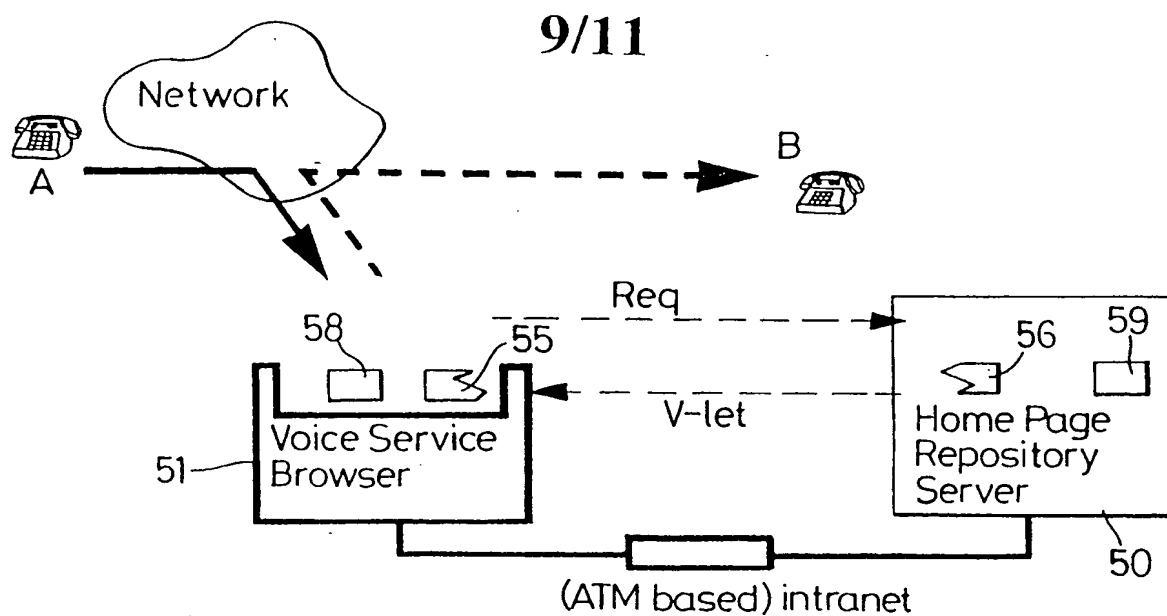 9/11
Network
A
B
Req
58
55
56
59
V-let
Voice Service
Browser
51
Home Page
Repository
Server
50
(ATM based) intranet